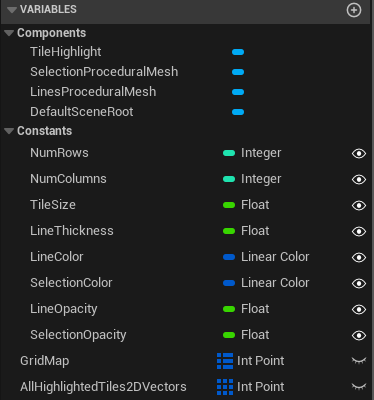 VARIABLES
Components
TileHighlight
SelectionProceduralMesh
LinesProceduralMesh
DefaultSceneRoot
Constants
NumRows Integer
NumColumns Integer
TileSize Float
LineThickness Float
LineColor Linear Color
SelectionColor Linear Color
LineOpacity Float
SelectionOpacity Float
GridMap Int Point
AllHighlightedTiles2DVectors Int Point